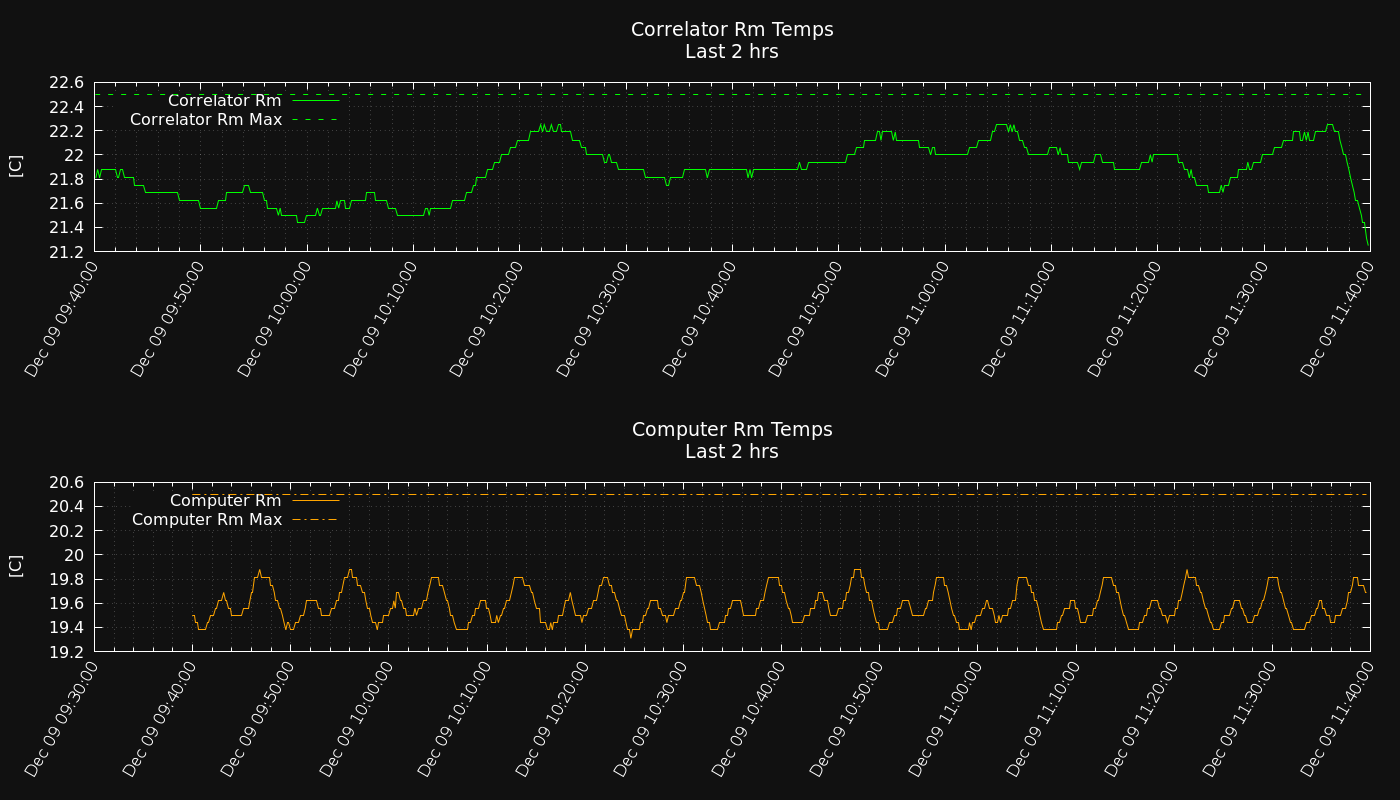 Correlator Rm Temps
Last 2 hrs
22.6
22.4
22.2
22
21.8
21.6
21.4
21.2
[C]
Correlator Rm
Correlator Rm Max
Dec 09 09:40:00
Dec 09 09:50:00
Dec 09 10:00:00
Dec 09 10:10:00
Dec 09 10:20:00
Dec 09 10:30:00
Dec 09 10:40:00
Dec 09 10:50:00
Dec 09 11:00:00
Dec 09 11:10:00
Dec 09 11:20:00
Dec 09 11:30:00
Dec 09 11:40:00
Computer Rm Temps
Last 2 hrs
20.6
20.4
20.2
20
19.8
19.6
19.4
19.2
[C]
Computer Rm
Computer Rm Max
Dec 09 09:30:00
Dec 09 09:40:00
Dec 09 09:50:00
Dec 09 10:00:00
Dec 09 10:10:00
Dec 09 10:20:00
Dec 09 10:30:00
Dec 09 10:40:00
Dec 09 10:50:00
Dec 09 11:00:00
Dec 09 11:10:00
Dec 09 11:20:00
Dec 09 11:30:00
Dec 09 11:40:00